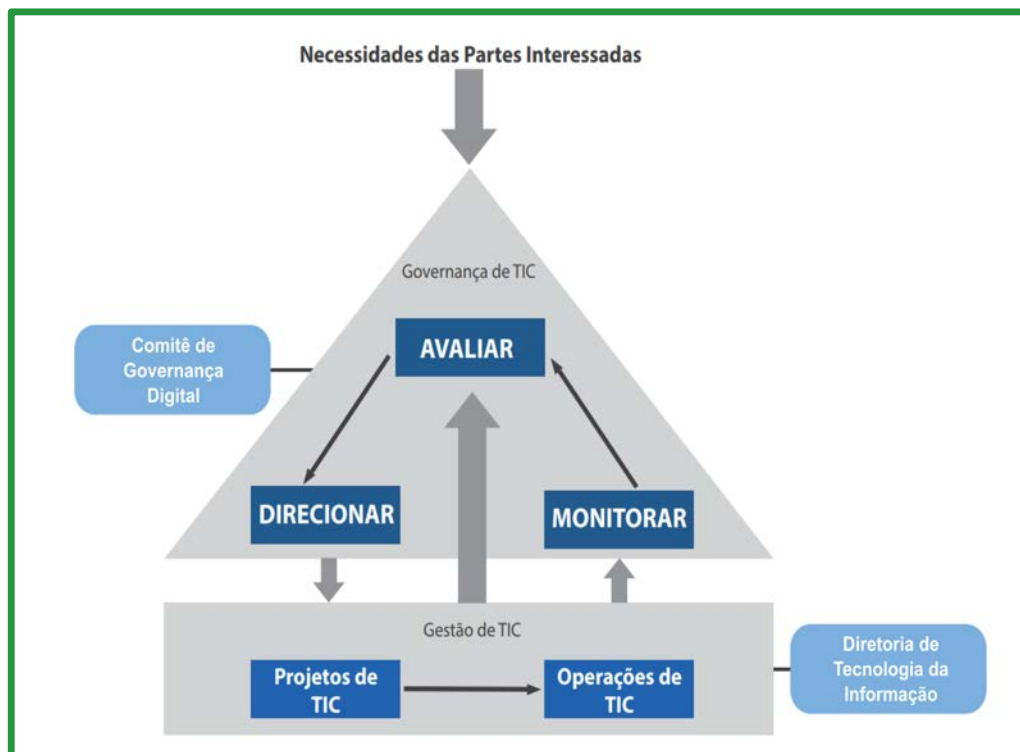 Necessidades das Partes Interessadas
Governança de TIC
AVALIAR
Comitê de
Governança
Digital
DIRECIONAR
MONITORAR
Gestão de TIC
Projetos de
TIC
Operações de
TIC
Diretoria de
Tecnologia da
Informação